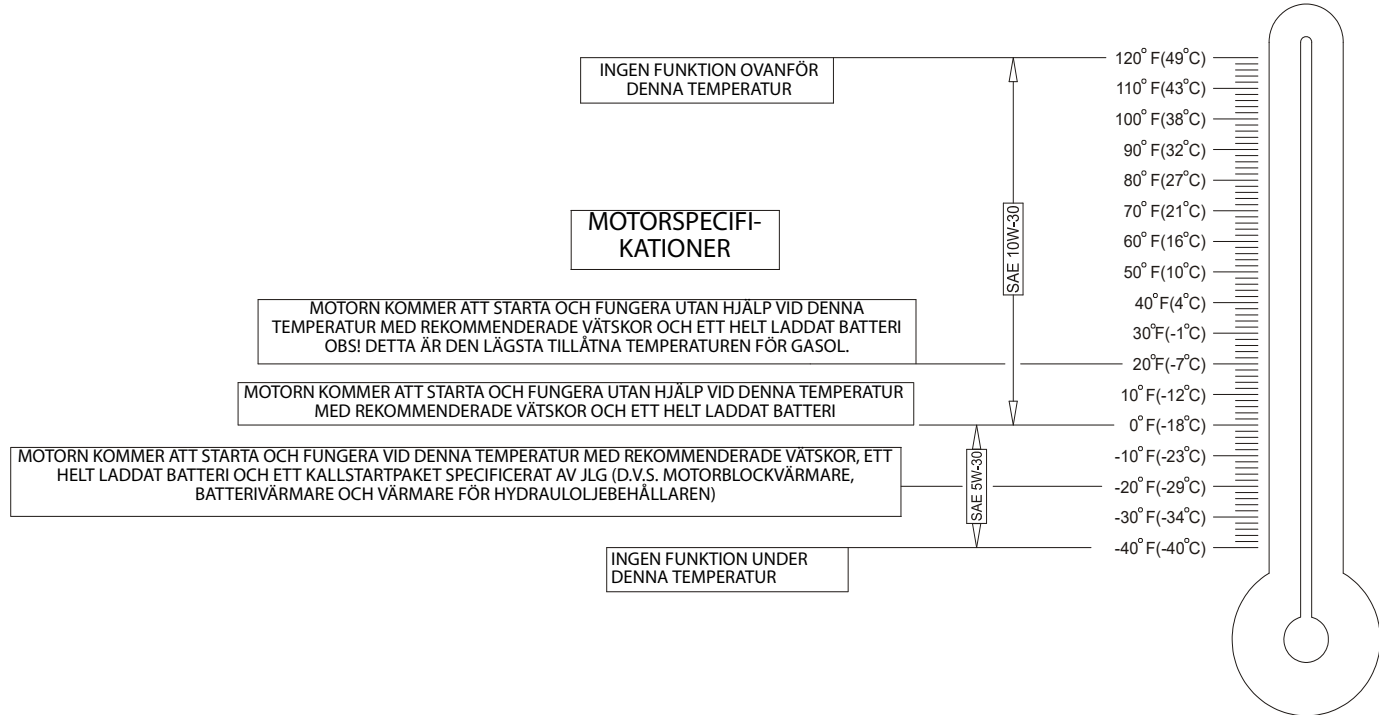 INGEN FUNKTION OVANFÖR
DENNA TEMPERATUR
MOTORSPECIFI-
KATIONER
MOTORN KOMMER ATT STARTA OCH FUNGERA UTAN HJÄLP VID DENNA
TEMPERATUR MED REKOMMENDERADE VÄTSKOR OCH ETT HELT LADDAT BATTERI
OBS! DETTA ÄR DEN LÄGSTA TILLÅTNA TEMPERATUREN FÖR GASOL.
MOTORN KOMMER ATT STARTA OCH FUNGERA UTAN HJÄLP VID DENNA TEMPERATUR
MED REKOMMENDERADE VÄTSKOR OCH ETT HELT LADDAT BATTERI
MOTORN KOMMER ATT STARTA OCH FUNGERA VID DENNA TEMPERATUR MED REKOMMENDERADE VÄTSKOR, ETT
HELT LADDAT BATTERI OCH ETT KALLSTARTPAKET SPECIFICERAT AV JLG (D.V.S. MOTORBLOCKVÄRMARE,
BATTERIVÄRMARE OCH VÄRMARE FÖR HYDRAULOLJEBEHÅLLAREN)
INGEN FUNKTION UNDER
DENNA TEMPERATUR
SAE 10W-30
SAE 5W-30
120° F(49°C)
110° F(43°C)
100° F(38°C)
90° F(32°C)
80° F(27°C)
70° F(21°C)
60° F(16°C)
50° F(10°C)
40°F(4°C)
30°F(-1°C)
20°F(-7°C)
10°F(-12°C)
0° F(-18°C)
-10° F(-23°C)
-20° F(-29°C)
-30° F(-34°C)
-40° F(-40°C)